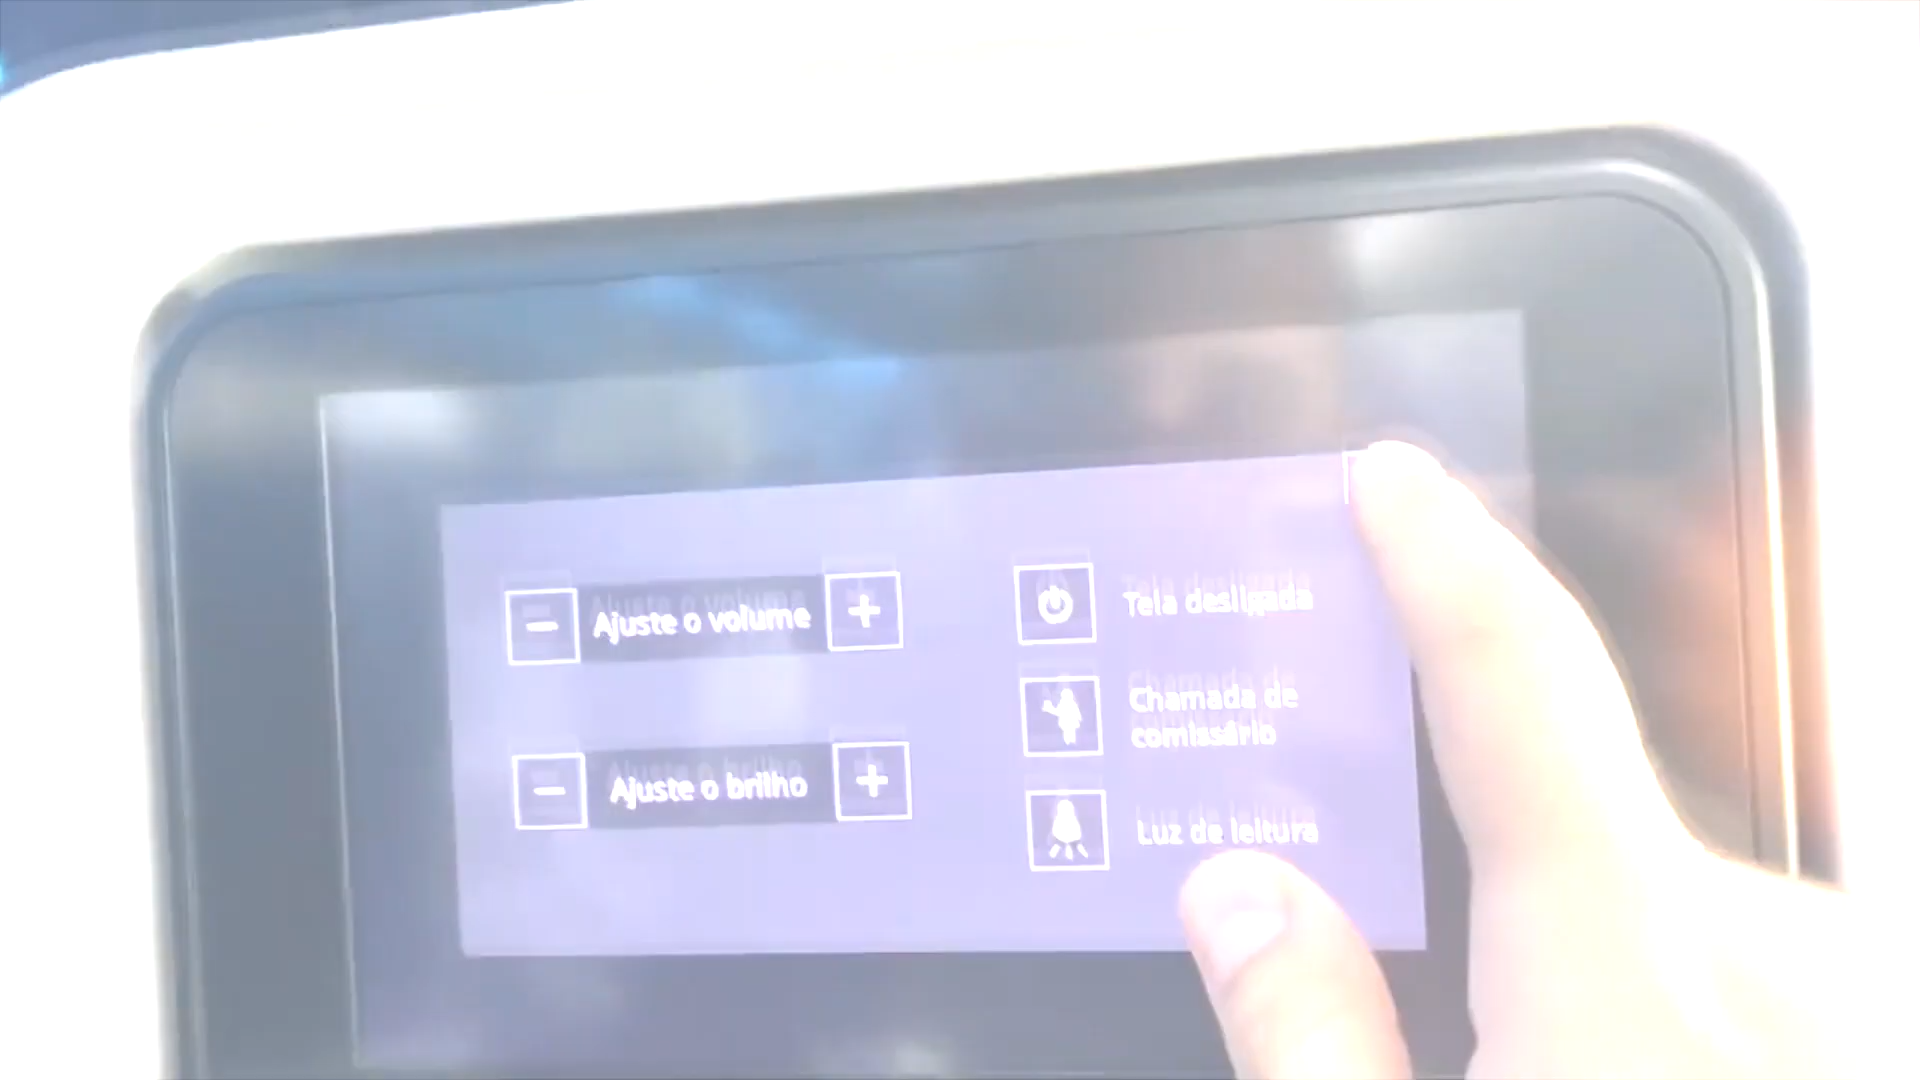 Ajuste o volume
Ajuste o brilho
Tela desligada
Chamada de
comissário
Luz de leitura